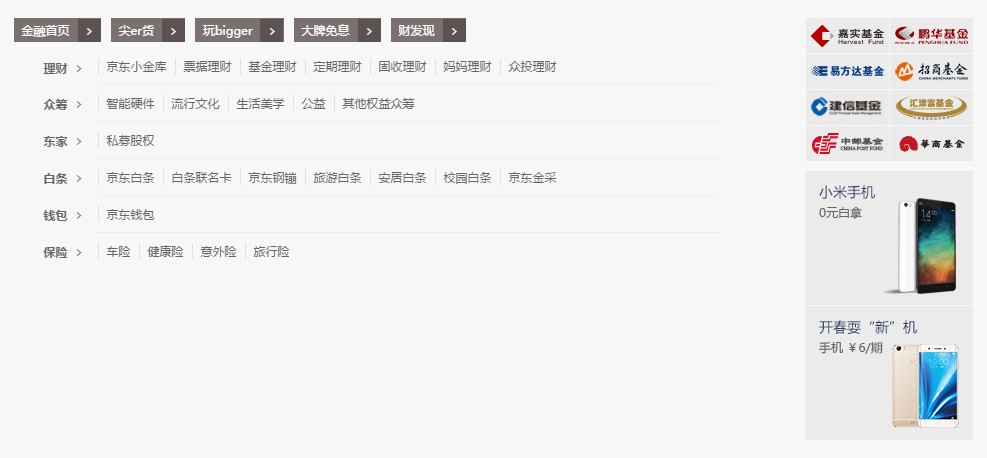 金融首页 > 尖er货 > 玩bigger > 大牌免息 > 财发现 >
理财 > 京东小金库 票据理财 基金理财 定期理财 固收理财 妈妈理财 众投理财
众筹 > 智能硬件 流行文化 生活美学 公益 其他权益众筹
东家 > 私募股权
白条 > 京东白条 白条联名卡 京东钢镚 旅游白条 安居白条 校园白条 京东金采
钱包 > 京东钱包
保险 > 车险 健康险 意外险 旅行险
嘉实基金
Harvest Fund
鹏华基金
PENGHUA FUND
易方达基金
招商基金
CHINA MERCHANTS FUND
建信基金
汇添富基金
中邮基金
CHINA POST FUND
华商基金
小米手机
0元白拿
14:00
开春耍“新”机
手机 ￥6/期